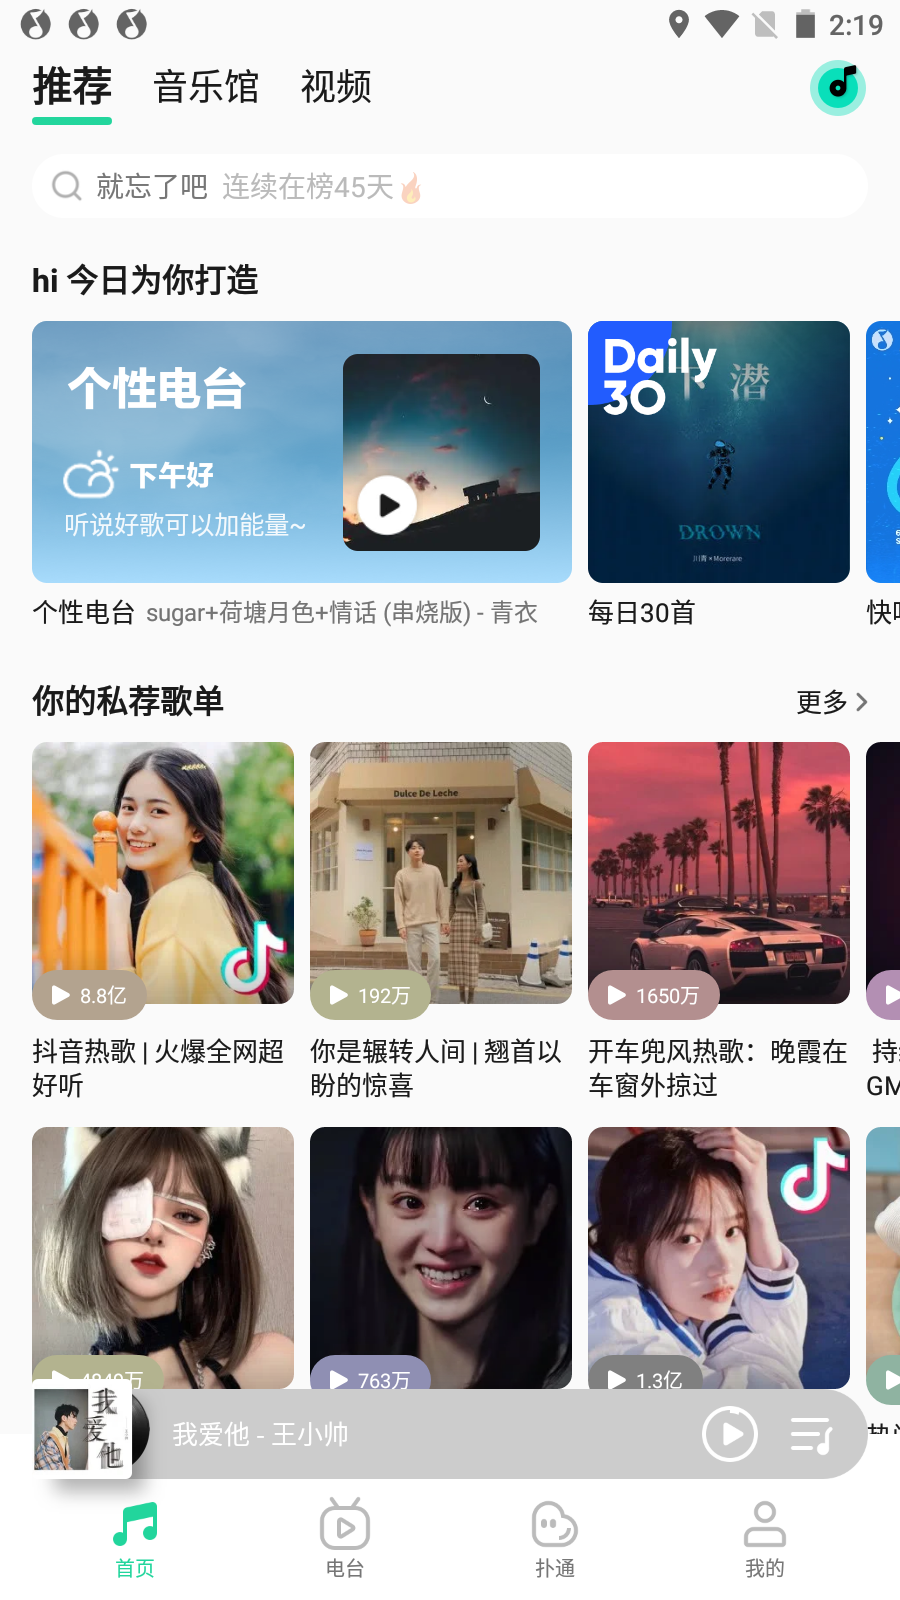 2:19
推荐 音乐馆 视频
就忘了吧 连续在榜45天
hi 今日为你打造
个性电台
下午好
听说好歌可以加能量~
Daily
30
下潜
DROWN
川青 × Morerare
个性电台 sugar+荷塘月色+情话 (串烧版) - 青衣
每日30首
你的私荐歌单
更多
Dulce De Leche
8.8亿
192万
1650万
抖音热歌 | 火爆全网超
好听
你是辗转人间 | 翘首以
盼的惊喜
开车兜风热歌：晚霞在
车窗外掠过
持
GM
763万
1.3亿
我爱他
我爱他 - 王小帅
首页
电台
扑通
我的